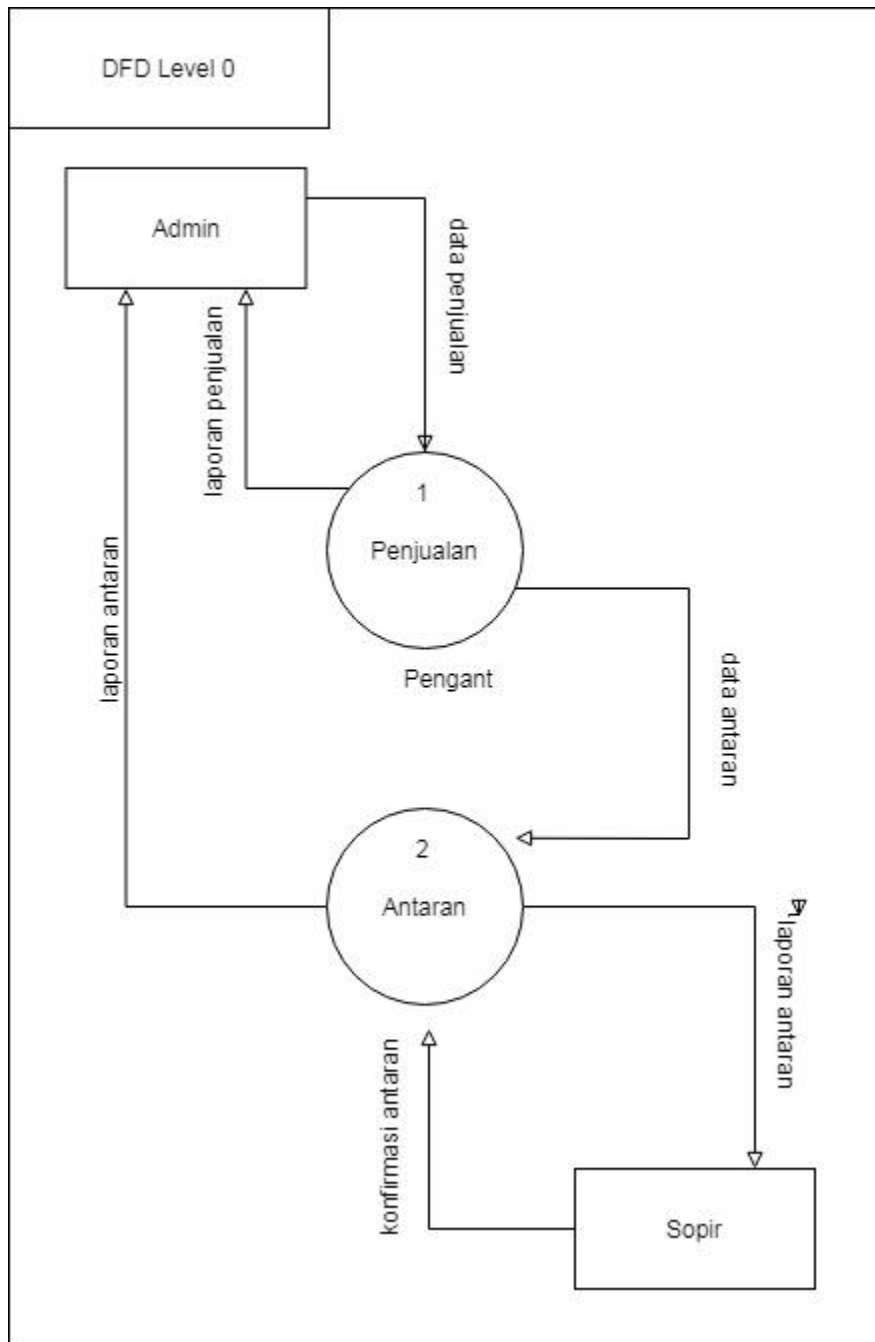 DFD Level 0
Admin
data penjualan
laporan penjualan
1
Penjualan
laporan antaran
Pengant
data antaran
2
Antaran
laporan antaran
konfirmasi antaran
Sopir